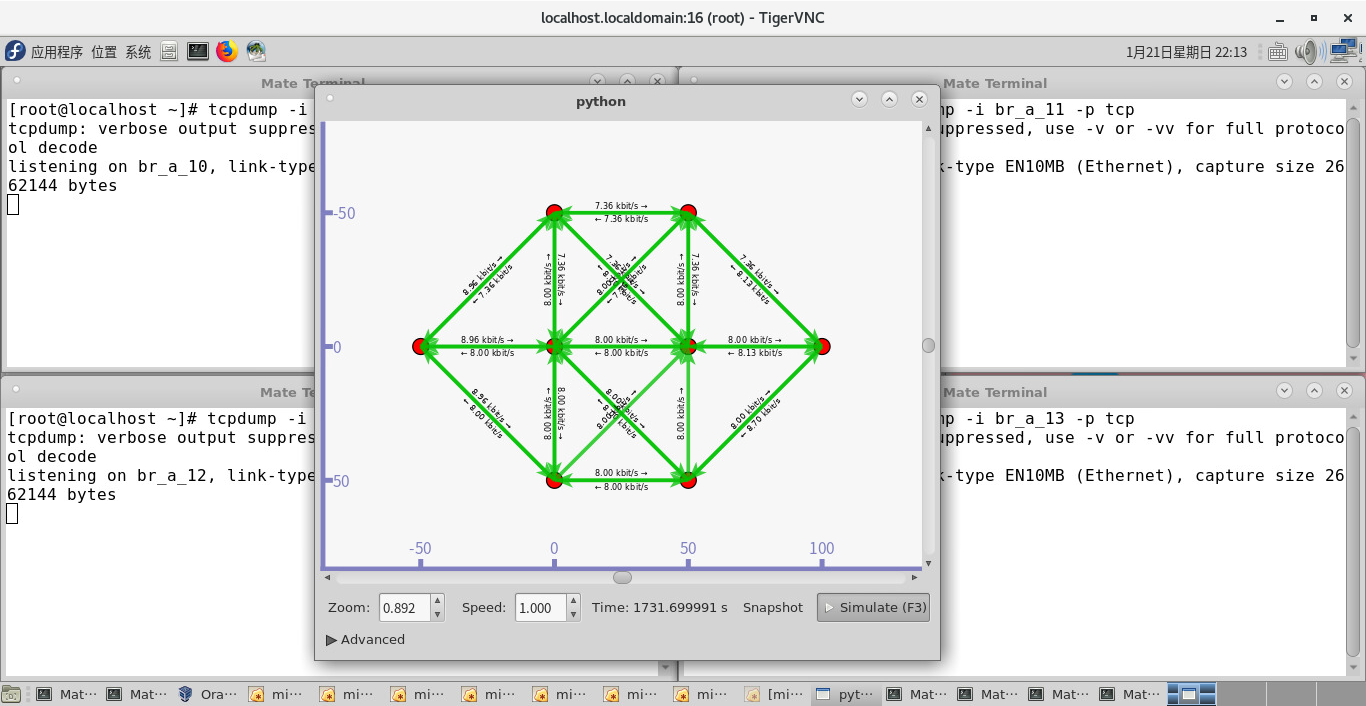 localhost.localdomain:16 (root) - TigerVNC
应用程序 位置 系统
1月21日星期日 22:13
Mate Terminal
[root@localhost ~]# tcpdump -i
tcpdump: verbose output suppres
ol decode
listening on br_a_10, link-type
62144 bytes
Mate Terminal
mp -i br_a_11 -p tcp
uppressed, use -v or -vv for full protoco
k-type EN10MB (Ethernet), capture size 26
python
-50
0
50
-50
0
50
100
7.36 kbit/s →
← 7.36 kbit/s
8.96 kbit/s →
← 7.36 kbit/s
8.00 kbit/s →
7.36 kbit/s →
8.00 kbit/s →
7.36 kbit/s →
7.36 kbit/s →
← 8.13 kbit/s
8.96 kbit/s →
← 8.00 kbit/s
8.00 kbit/s →
← 8.00 kbit/s
8.00 kbit/s →
← 8.13 kbit/s
8.96 kbit/s →
← 8.00 kbit/s
8.00 kbit/s →
8.00 kbit/s →
8.00 kbit/s →
8.00 kbit/s →
← 8.70 kbit/s
8.00 kbit/s →
← 8.00 kbit/s
Zoom: 0.892 Speed: 1.000 Time: 1731.699991 s Snapshot Simulate (F3)
Advanced
Mate Te
[root@localhost ~]# tcpdump -i
tcpdump: verbose output suppres
ol decode
listening on br_a_12, link-type
62144 bytes
Mate Terminal
mp -i br_a_13 -p tcp
uppressed, use -v or -vv for full protoco
k-type EN10MB (Ethernet), capture size 26
Mat··· Mat··· Ora··· mi··· mi··· mi··· mi··· mi··· mi··· mi··· [mi··· pyt··· Mat··· Mat··· Mat··· Mat···